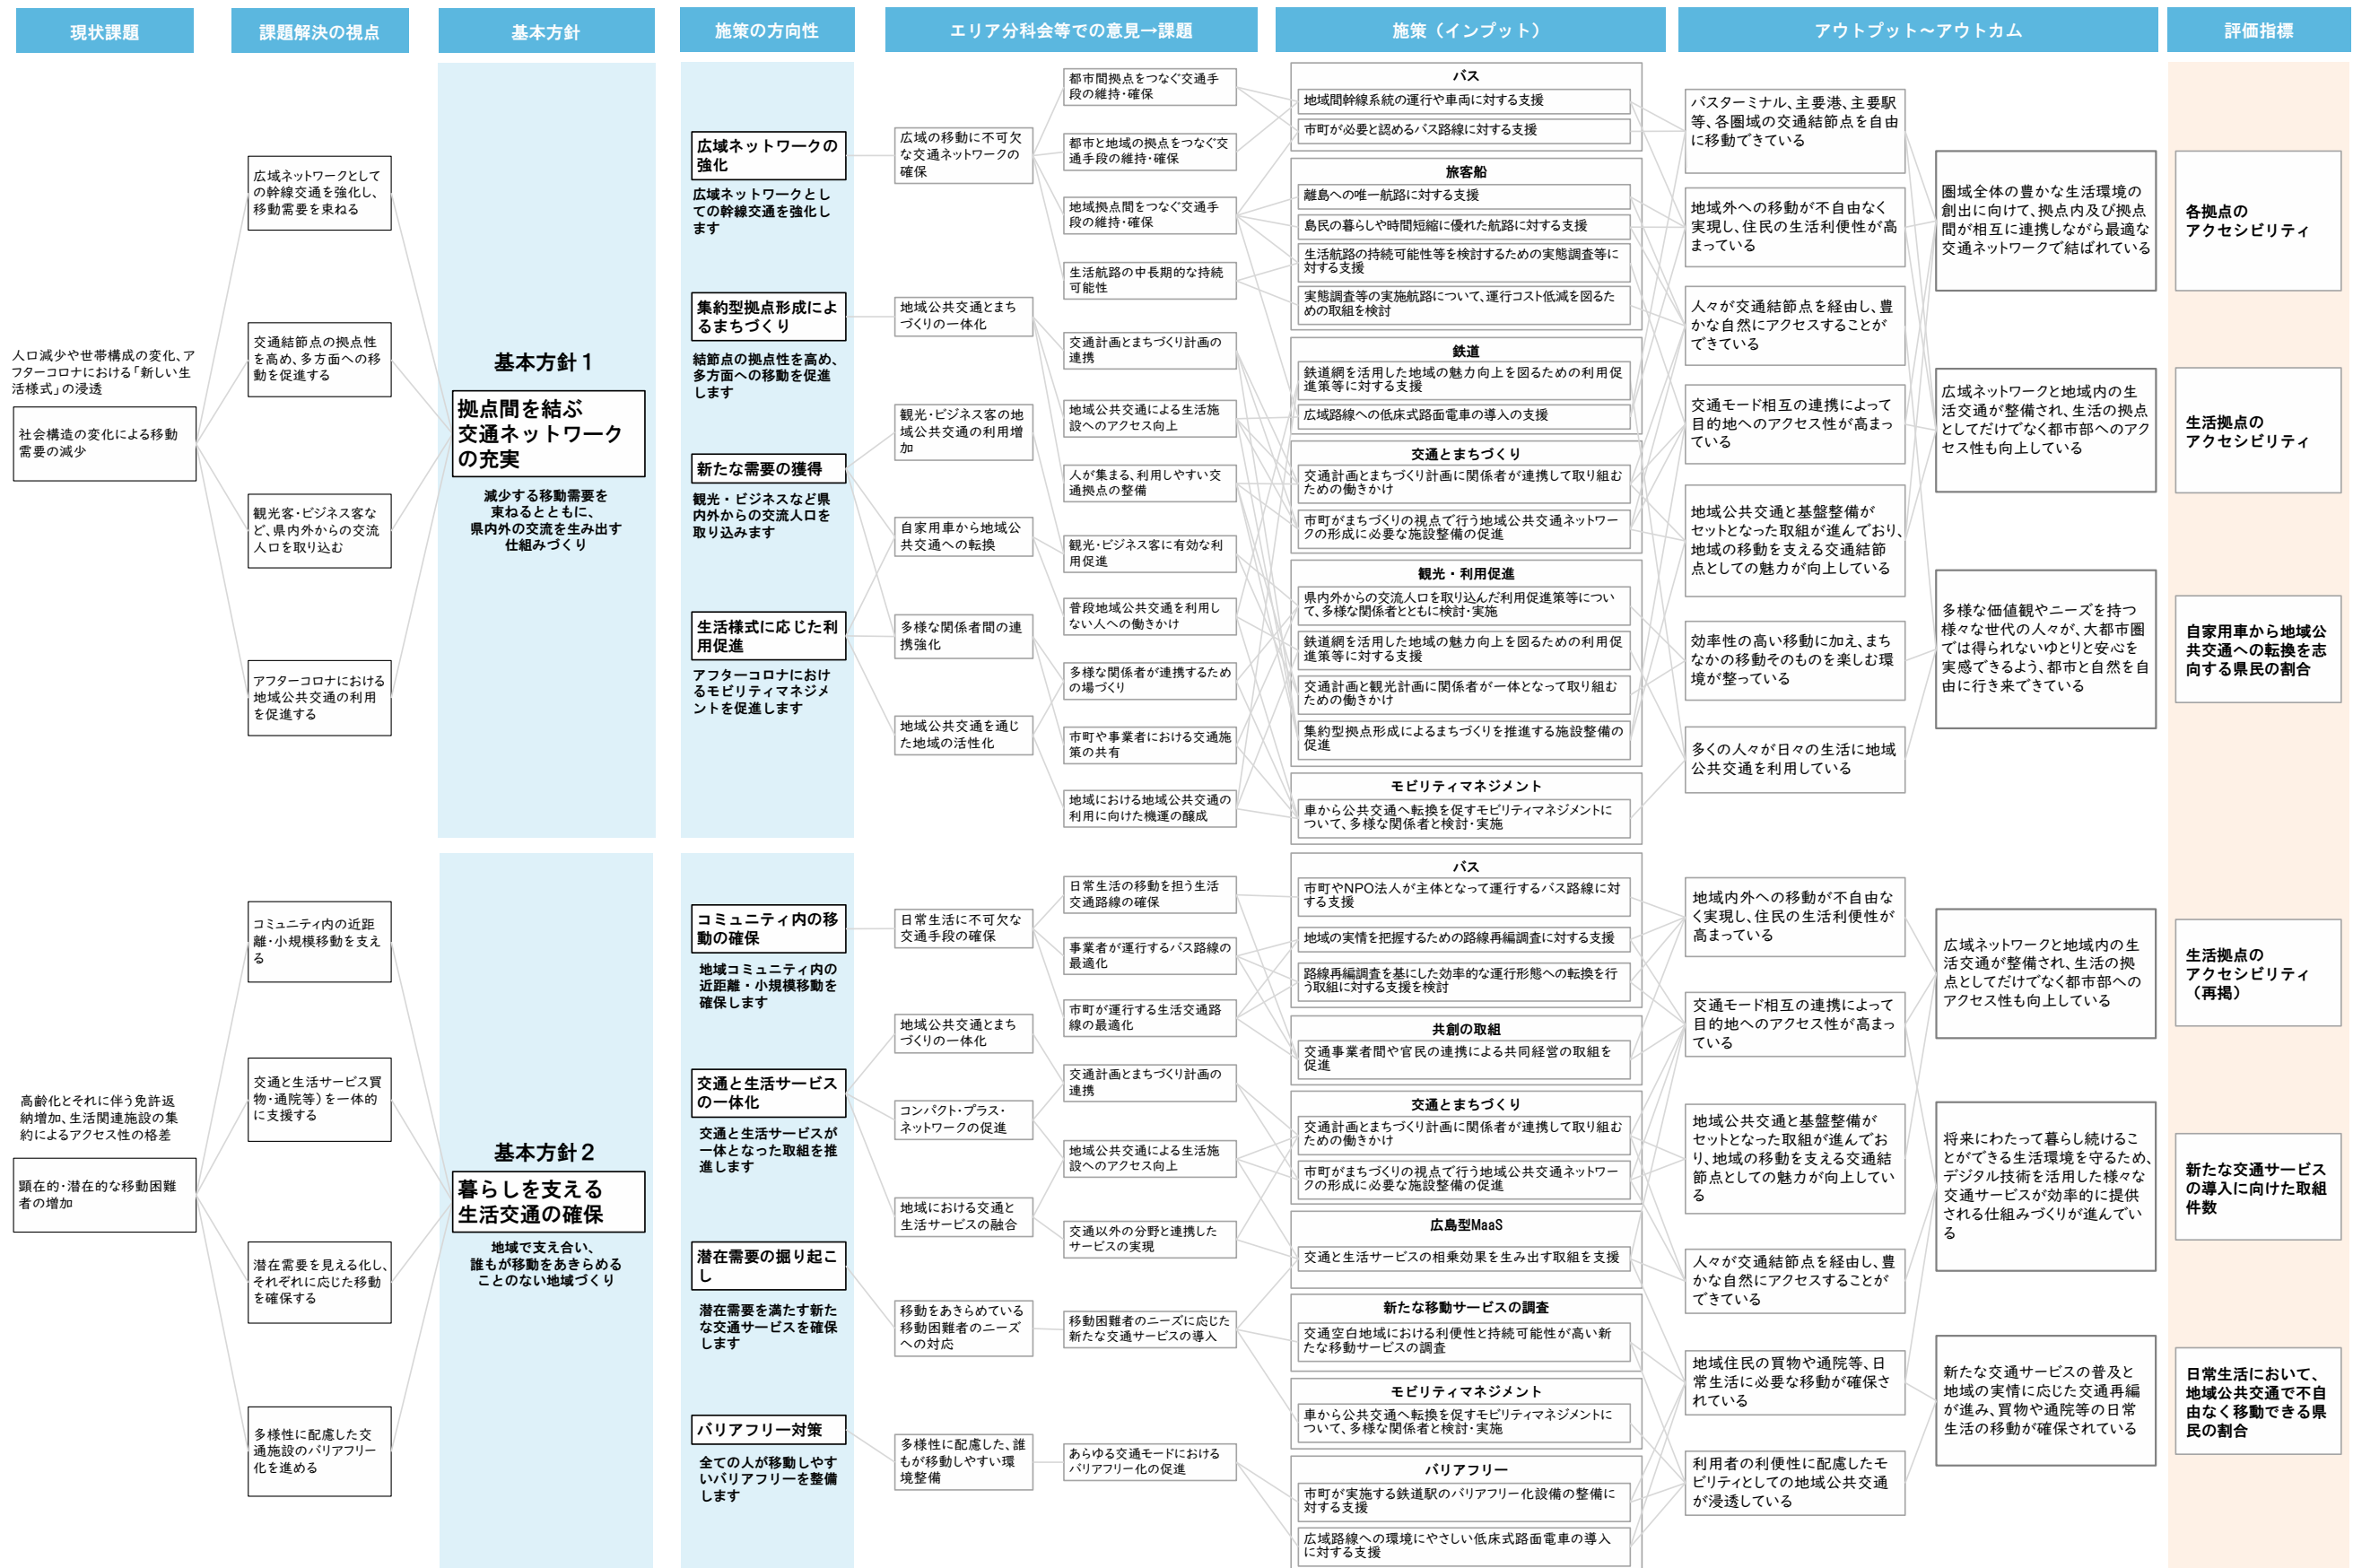 現状課題
課題解決の視点
基本方針
施策の方向性
エリア分科会等での意見→課題
施策（インプット）
アウトプット～アウトカム
評価指標
人口減少や世帯構成の変化、ア
フターコロナにおける「新しい生
活様式」の浸透
社会構造の変化による移動
需要の減少
広域ネットワークとして
の幹線交通を強化し、
移動需要を束ねる
交通結節点の拠点性
を高め、多方面への移
動を促進する
観光客・ビジネス客な
ど、県内外からの交流
人口を取り込む
アフターコロナにおける
地域公共交通の利用
を促進する
基本方針１
拠点間を結ぶ
交通ネットワーク
の充実
減少する移動需要を
束ねるとともに、
県内外の交流を生み出す
仕組みづくり
広域ネットワークの
強化
広域ネットワークとし
ての幹線交通を強化し
ます
集約型拠点形成によ
るまちづくり
結節点の拠点性を高め、
多方面への移動を促進
します
新たな需要の獲得
観光・ビジネスなど県
内外からの交流人口を
取り込みます
生活様式に応じた利
用促進
アフターコロナにおけ
るモビリティマネジメ
ントを促進します
広域の移動に不可欠
な交通ネットワークの
確保
地域公共交通とまち
づくりの一体化
観光・ビジネス客の地
域公共交通の利用増
加
自家用車から地域公
共交通への転換
多様な関係者間の連
携強化
地域公共交通を通じ
た地域の活性化
都市間拠点をつなぐ交通手
段の維持・確保
都市と地域の拠点をつなぐ交
通手段の維持・確保
地域拠点間をつなぐ交通手
段の維持・確保
生活航路の中長期的な持続
可能性
交通計画とまちづくり計画の
連携
地域公共交通による生活施
設へのアクセス向上
人が集まる、利用しやすい交
通拠点の整備
観光・ビジネス客に有効な利
用促進
普段地域公共交通を利用し
ない人への働きかけ
多様な関係者が連携するため
の場づくり
市町や事業者における交通施
策の共有
地域における地域公共交通の
利用に向けた機運の醸成
バス
地域間幹線系統の運行や車両に対する支援
市町が必要と認めるバス路線に対する支援
旅客船
離島への唯一航路に対する支援
島民の暮らしや時間短縮に優れた航路に対する支援
生活航路の持続可能性等を検討するための実態調査等に
対する支援
実態調査等の実施航路について、運行コスト低減を図るた
めの取組を検討
鉄道
鉄道網を活用した地域の魅力向上を図るための利用促
進策等に対する支援
広域路線への低床式路面電車の導入の支援
交通とまちづくり
交通計画とまちづくり計画に関係者が連携して取り組む
ための働きかけ
市町がまちづくりの視点で行う地域公共交通ネットワー
クの形成に必要な施設整備の促進
観光・利用促進
県内外からの交流人口を取り込んだ利用促進策等につい
て、多様な関係者とともに検討・実施
鉄道網を活用した地域の魅力向上を図るための利用促
進策等に対する支援
交通計画と観光計画に関係者が一体となって取り組む
ための働きかけ
集約型拠点形成によるまちづくりを推進する施設整備の
促進
モビリティマネジメント
車から公共交通へ転換を促すモビリティマネジメントに
ついて、多様な関係者と検討・実施
バスターミナル、主要港、主要駅
等、各圏域の交通結節点を自由
に移動できている
地域外への移動が不自由なく
実現し、住民の生活利便性が高
まっている
人々が交通結節点を経由し、豊
かな自然にアクセスすることが
できている
交通モード相互の連携によって
目的地へのアクセス性が高まっ
ている
地域公共交通と基盤整備が
セットとなった取組が進んでおり、
地域の移動を支える交通結節
点としての魅力が向上している
効率性の高い移動に加え、まち
なかの移動そのものを楽しむ環
境が整っている
多くの人々が日々の生活に地域
公共交通を利用している
圏域全体の豊かな生活環境の
創出に向けて、拠点内及び拠点
間が相互に連携しながら最適な
交通ネットワークで結ばれている
広域ネットワークと地域内の生
活交通が整備され、生活の拠点
としてだけでなく都市部へのアク
セス性も向上している
多様な価値観やニーズを持つ
様々な世代の人々が、大都市圏
では得られないゆとりと安心を
実感できるよう、都市と自然を自
由に行き来できている
各拠点の
アクセシビリティ
生活拠点の
アクセシビリティ
自家用車から地域公
共交通への転換を志
向する県民の割合
高齢化とそれに伴う免許返
納増加、生活関連施設の集
約によるアクセス性の格差
顕在的・潜在的な移動困難
者の増加
コミュニティ内の近距
離・小規模移動を支え
る
交通と生活サービス買
物・通院等）を一体的
に支援する
潜在需要を見える化し、
それぞれに応じた移動
を確保する
多様性に配慮した交
通施設のバリアフリー
化を進める
基本方針２
暮らしを支える
生活交通の確保
地域で支え合い、
誰もが移動をあきらめる
ことのない地域づくり
コミュニティ内の移
動の確保
地域コミュニティ内の
近距離・小規模移動を
確保します
交通と生活サービス
の一体化
交通と生活サービスが
一体となった取組を推
進します
潜在需要の掘り起こ
し
潜在需要を満たす新た
な交通サービスを確保
します
バリアフリー対策
全ての人が移動しやす
いバリアフリーを整備
します
日常生活に不可欠な
交通手段の確保
地域公共交通とまち
づくりの一体化
コンパクト・プラス・
ネットワークの促進
地域における交通と
生活サービスの融合
移動をあきらめている
移動困難者のニーズ
への対応
多様性に配慮した、誰
もが移動しやすい環
境整備
日常生活の移動を担う生活
交通路線の確保
事業者が運行するバス路線の
最適化
市町が運行する生活交通路
線の最適化
交通計画とまちづくり計画の
連携
地域公共交通による生活施
設へのアクセス向上
交通以外の分野と連携した
サービスの実現
移動困難者のニーズに応じた
新たな交通サービスの導入
あらゆる交通モードにおける
バリアフリー化の促進
バス
市町やNPO法人が主体となって運行するバス路線に対
する支援
地域の実情を把握するための路線再編調査に対する支援
路線再編調査を基にした効率的な運行形態への転換を行
う取組に対する支援を検討
共創の取組
交通事業者間や官民の連携による共同経営の取組を
促進
交通とまちづくり
交通計画とまちづくり計画に関係者が連携して取り組む
ための働きかけ
市町がまちづくりの視点で行う地域公共交通ネットワー
クの形成に必要な施設整備の促進
広島型MaaS
交通と生活サービスの相乗効果を生み出す取組を支援
新たな移動サービスの調査
交通空白地域における利便性と持続可能性が高い新
たな移動サービスの調査
モビリティマネジメント
車から公共交通へ転換を促すモビリティマネジメントに
ついて、多様な関係者と検討・実施
バリアフリー
市町が実施する鉄道駅のバリアフリー化設備の整備に
対する支援
広域路線への環境にやさしい低床式路面電車の導入
に対する支援
地域内外への移動が不自由な
く実現し、住民の生活利便性が
高まっている
交通モード相互の連携によって
目的地へのアクセス性が高まっ
ている
地域公共交通と基盤整備が
セットとなった取組が進んでお
り、地域の移動を支える交通結
節点としての魅力が向上してい
る
人々が交通結節点を経由し、豊
かな自然にアクセスすることが
できている
地域住民の買物や通院等、日
常生活に必要な移動が確保さ
れている
利用者の利便性に配慮したモ
ビリティとしての地域公共交通
が浸透している
広域ネットワークと地域内の生
活交通が整備され、生活の拠
点としてだけでなく都市部への
アクセス性も向上している
将来にわたって暮らし続けるこ
とができる生活環境を守るため、
デジタル技術を活用した様々な
交通サービスが効率的に提供
される仕組みづくりが進んでい
る
新たな交通サービスの普及と
地域の実情に応じた交通再編
が進み、買物や通院等の日常
生活の移動が確保されている
生活拠点の
アクセシビリティ
（再掲）
新たな交通サービス
の導入に向けた取組
件数
日常生活において、
地域公共交通で不自
由なく移動できる県
民の割合